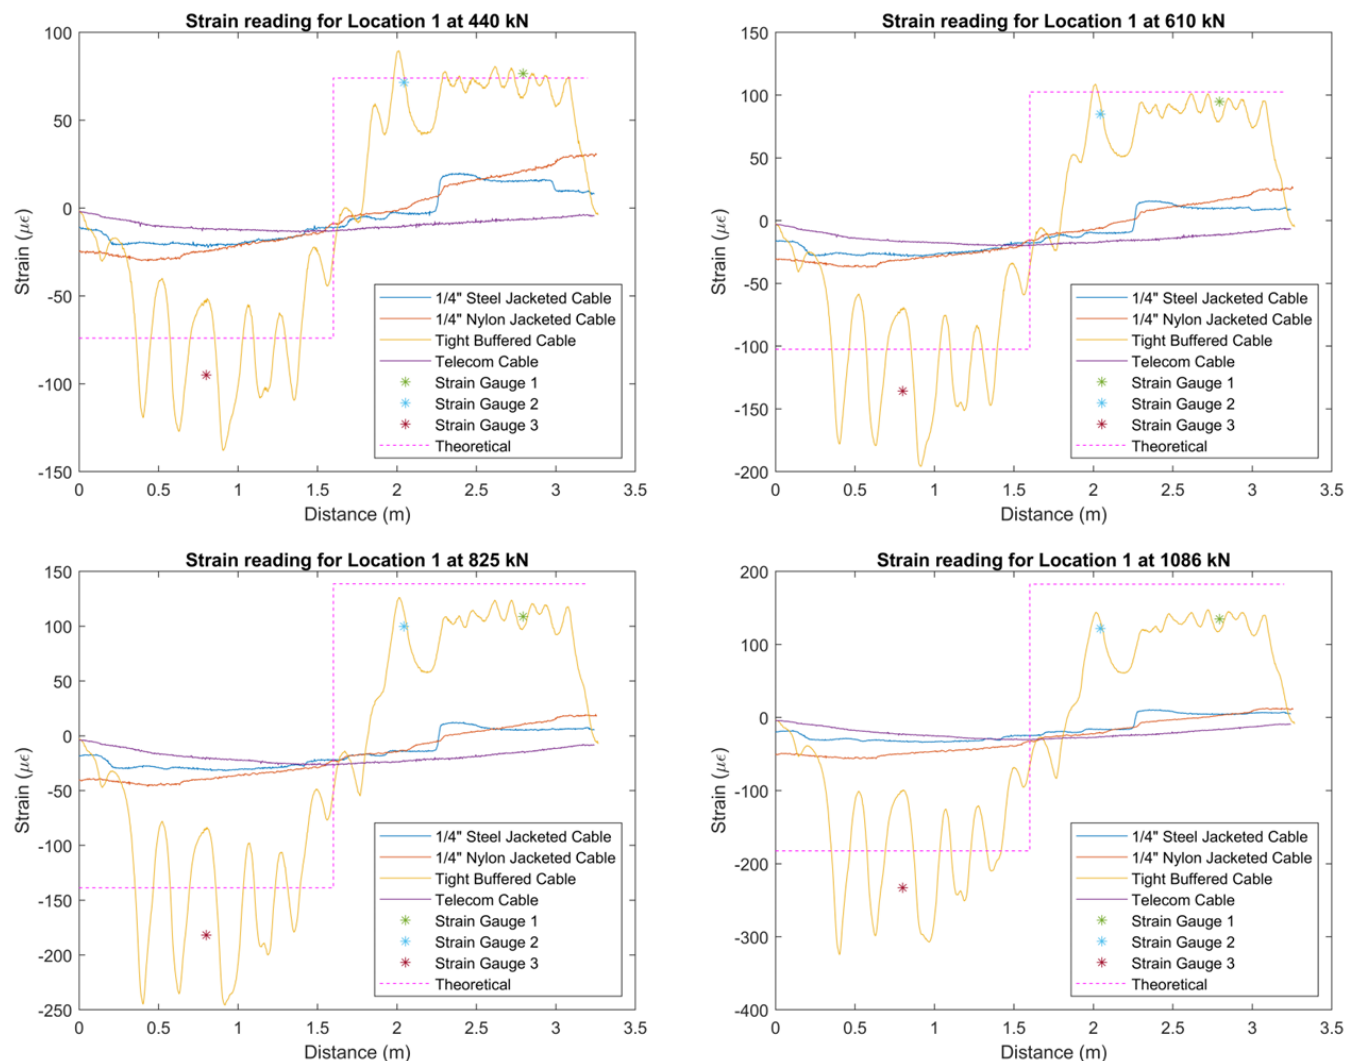 Strain reading for Location 1 at 440 kN
100
50
0
-50
-100
-150
Strain (με)
0 0.5 1 1.5 2 2.5 3 3.5
Distance (m)
1/4" Steel Jacketed Cable
1/4" Nylon Jacketed Cable
Tight Buffered Cable
Telecom Cable
Strain Gauge 1
Strain Gauge 2
Strain Gauge 3
Theoretical
Strain reading for Location 1 at 610 kN
150
100
50
0
-50
-100
-150
-200
Strain (με)
0 0.5 1 1.5 2 2.5 3 3.5
Distance (m)
1/4" Steel Jacketed Cable
1/4" Nylon Jacketed Cable
Tight Buffered Cable
Telecom Cable
Strain Gauge 1
Strain Gauge 2
Strain Gauge 3
Theoretical
Strain reading for Location 1 at 825 kN
150
100
50
0
-50
-100
-150
-200
-250
Strain (με)
0 0.5 1 1.5 2 2.5 3 3.5
Distance (m)
1/4" Steel Jacketed Cable
1/4" Nylon Jacketed Cable
Tight Buffered Cable
Telecom Cable
Strain Gauge 1
Strain Gauge 2
Strain Gauge 3
Theoretical
Strain reading for Location 1 at 1086 kN
200
100
0
-100
-200
-300
-400
Strain (με)
0 0.5 1 1.5 2 2.5 3 3.5
Distance (m)
1/4" Steel Jacketed Cable
1/4" Nylon Jacketed Cable
Tight Buffered Cable
Telecom Cable
Strain Gauge 1
Strain Gauge 2
Strain Gauge 3
Theoretical